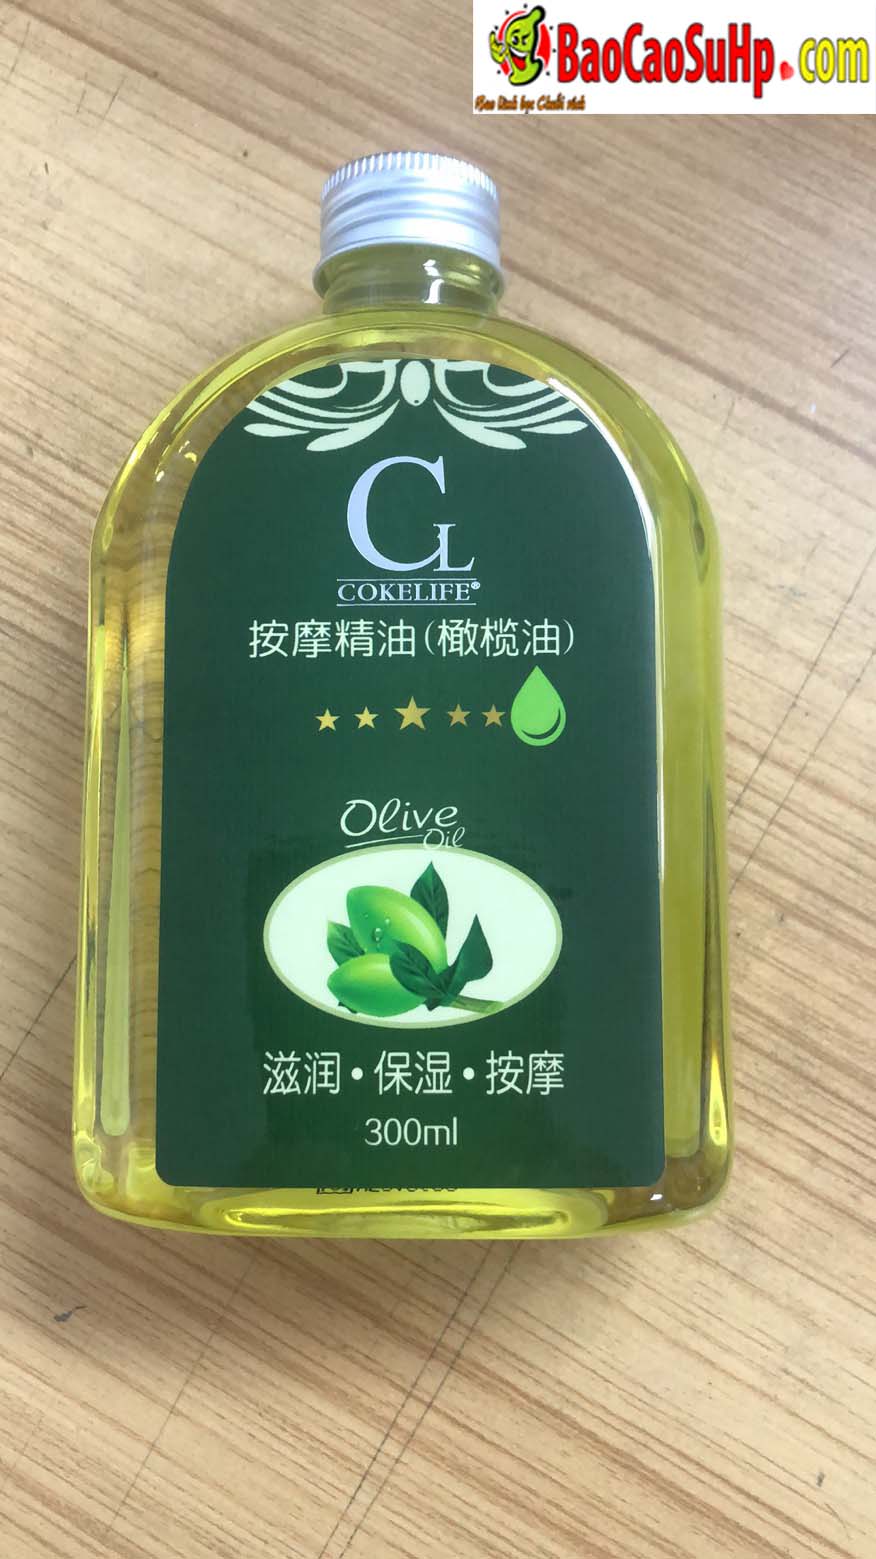 BaoCaoSuHp.com
CL
COKELIFE®
按摩精油(橄榄油)
Olive
Oil
滋润•保湿•按摩
300ml